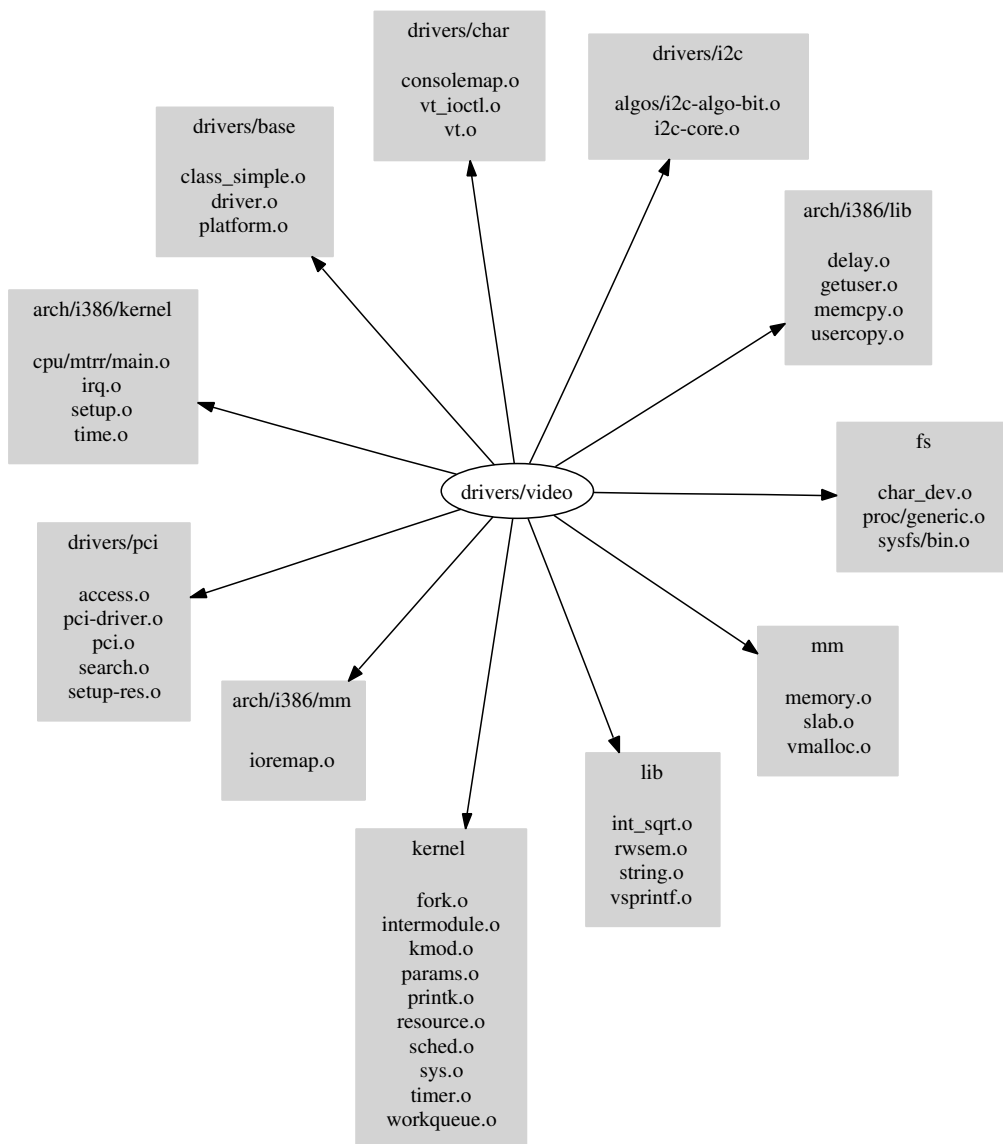 drivers/char
consolemap.o
vt_ioctl.o
vt.o
drivers/i2c
algos/i2c-algo-bit.o
i2c-core.o
drivers/base
class_simple.o
driver.o
platform.o
arch/i386/lib
delay.o
getuser.o
memcpy.o
usercopy.o
arch/i386/kernel
cpu/mtrr/main.o
irq.o
setup.o
time.o
fs
char_dev.o
proc/generic.o
sysfs/bin.o
drivers/video
drivers/pci
access.o
pci-driver.o
pci.o
search.o
setup-res.o
arch/i386/mm
ioremap.o
mm
memory.o
slab.o
vmalloc.o
lib
int_sqrt.o
rwsem.o
string.o
vsprintf.o
kernel
fork.o
intermodule.o
kmod.o
params.o
printk.o
resource.o
sched.o
sys.o
timer.o
workqueue.o